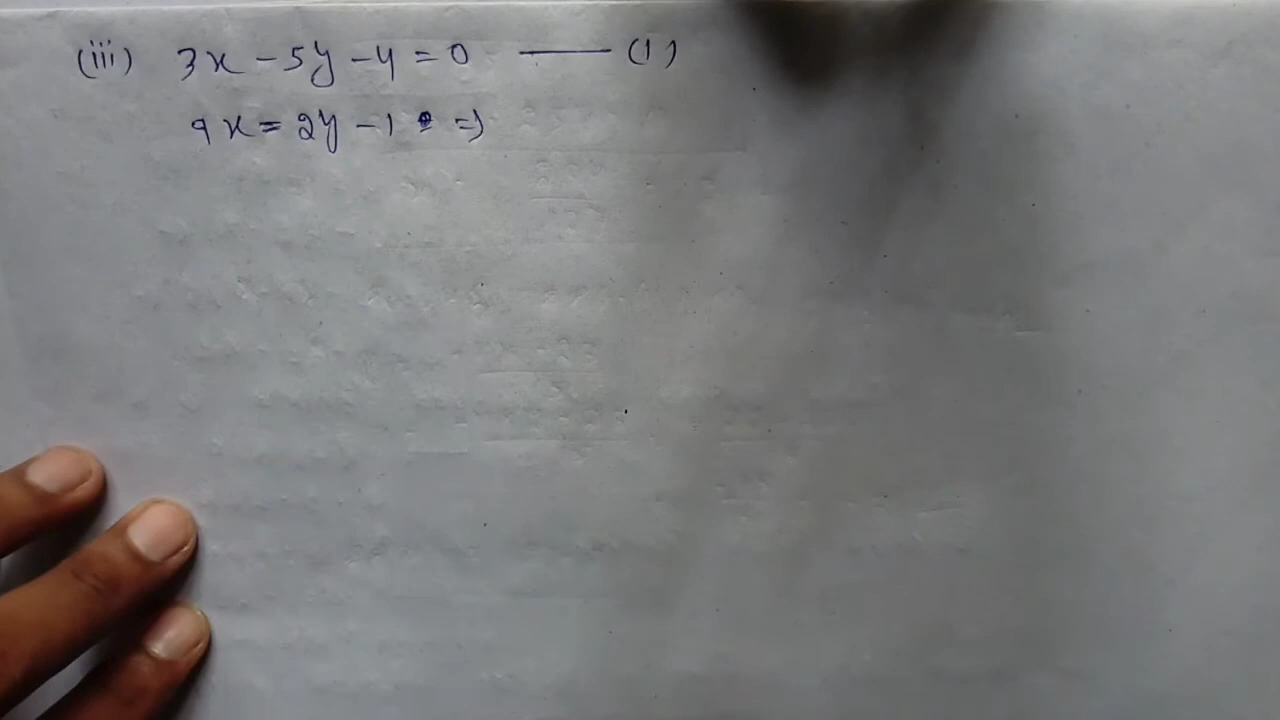 (iii) 3x - 5y - 4 = 0 —— (1)
9x = 2y - 1 =>